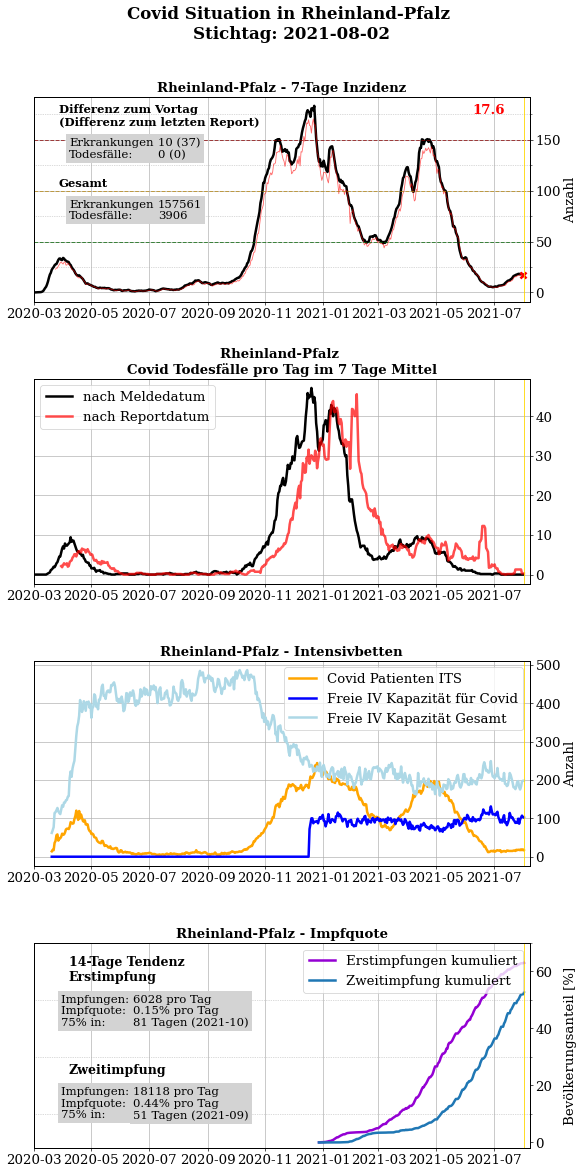 Covid Situation in Rheinland-Pfalz
Stichtag: 2021-08-02
Rheinland-Pfalz - 7-Tage Inzidenz
Differenz zum Vortag
(Differenz zum letzten Report)
Erkrankungen 10 (37)
Todesfälle: 0 (0)
Gesamt
Erkrankungen 157561
Todesfälle: 3906
17.6
150
100
50
0
Anzahl
2020-03 2020-05 2020-07 2020-09 2020-11 2021-01 2021-03 2021-05 2021-07
Rheinland-Pfalz
Covid Todesfälle pro Tag im 7 Tage Mittel
nach Meldedatum
nach Reportdatum
40
30
20
10
0
2020-03 2020-05 2020-07 2020-09 2020-11 2021-01 2021-03 2021-05 2021-07
Rheinland-Pfalz - Intensivbetten
Covid Patienten ITS
Freie IV Kapazität für Covid
Freie IV Kapazität Gesamt
500
400
300
200
100
0
Anzahl
2020-03 2020-05 2020-07 2020-09 2020-11 2021-01 2021-03 2021-05 2021-07
Rheinland-Pfalz - Impfquote
14-Tage Tendenz
Erstimpfung
Impfungen: 6028 pro Tag
Impfquote: 0.15% pro Tag
75% in: 81 Tagen (2021-10)
Zweitimpfung
Impfungen: 18118 pro Tag
Impfquote: 0.44% pro Tag
75% in: 51 Tagen (2021-09)
Erstimpfungen kumuliert
Zweitimpfung kumuliert
60
40
20
0
Bevölkerungsanteil [%]
2020-03 2020-05 2020-07 2020-09 2020-11 2021-01 2021-03 2021-05 2021-07